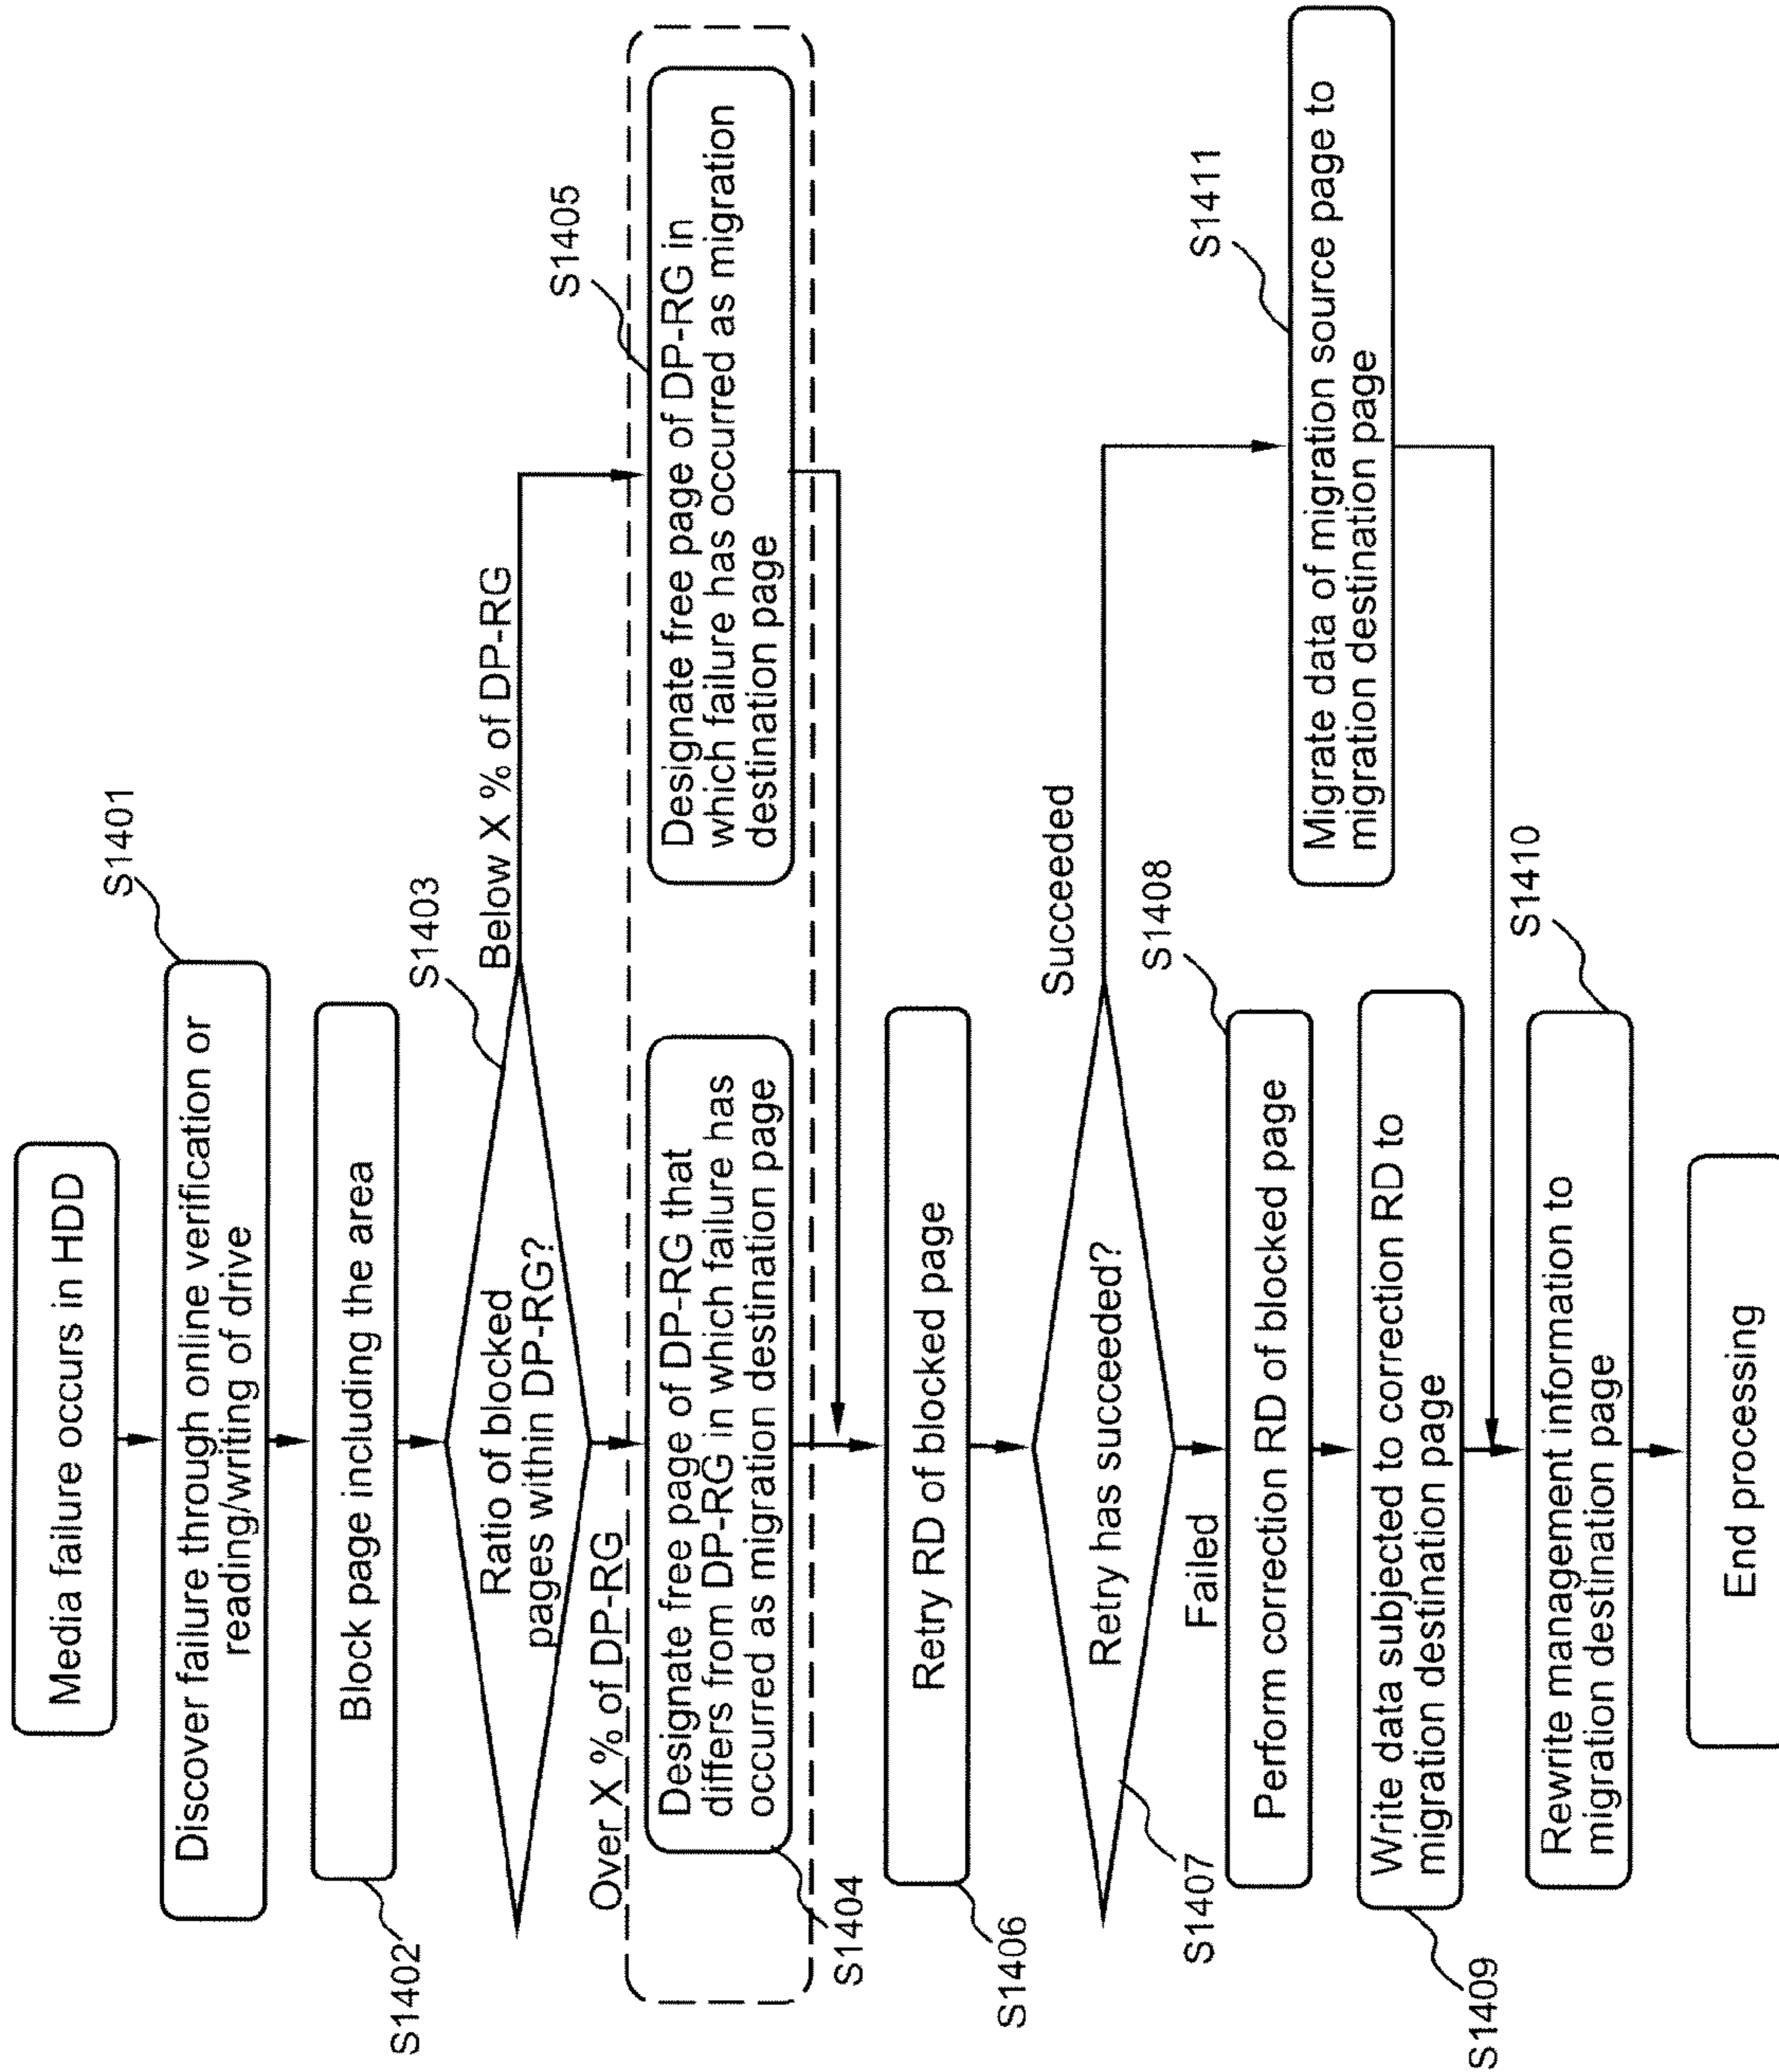 Media failure occurs in HDD
S1401
Discover failure through online verification or
reading/writing of drive
S1402
Block page including the area
S1403
Ratio of blocked
pages within DP-RG?
Below X % of DP-RG
Over X % of DP-RG
S1404
Designate free page of DP-RG that
differs from DP-RG in which failure has
occurred as migration destination page
S1405
Designate free page of DP-RG in
which failure has occurred as migration
destination page
S1406
Retry RD of blocked page
S1407
Retry has succeeded?
Succeeded
Failed
S1408
Perform correction RD of blocked page
S1411
Migrate data of migration source page to
migration destination page
S1409
Write data subjected to correction RD to
migration destination page
S1410
Rewrite management information to
migration destination page
End processing